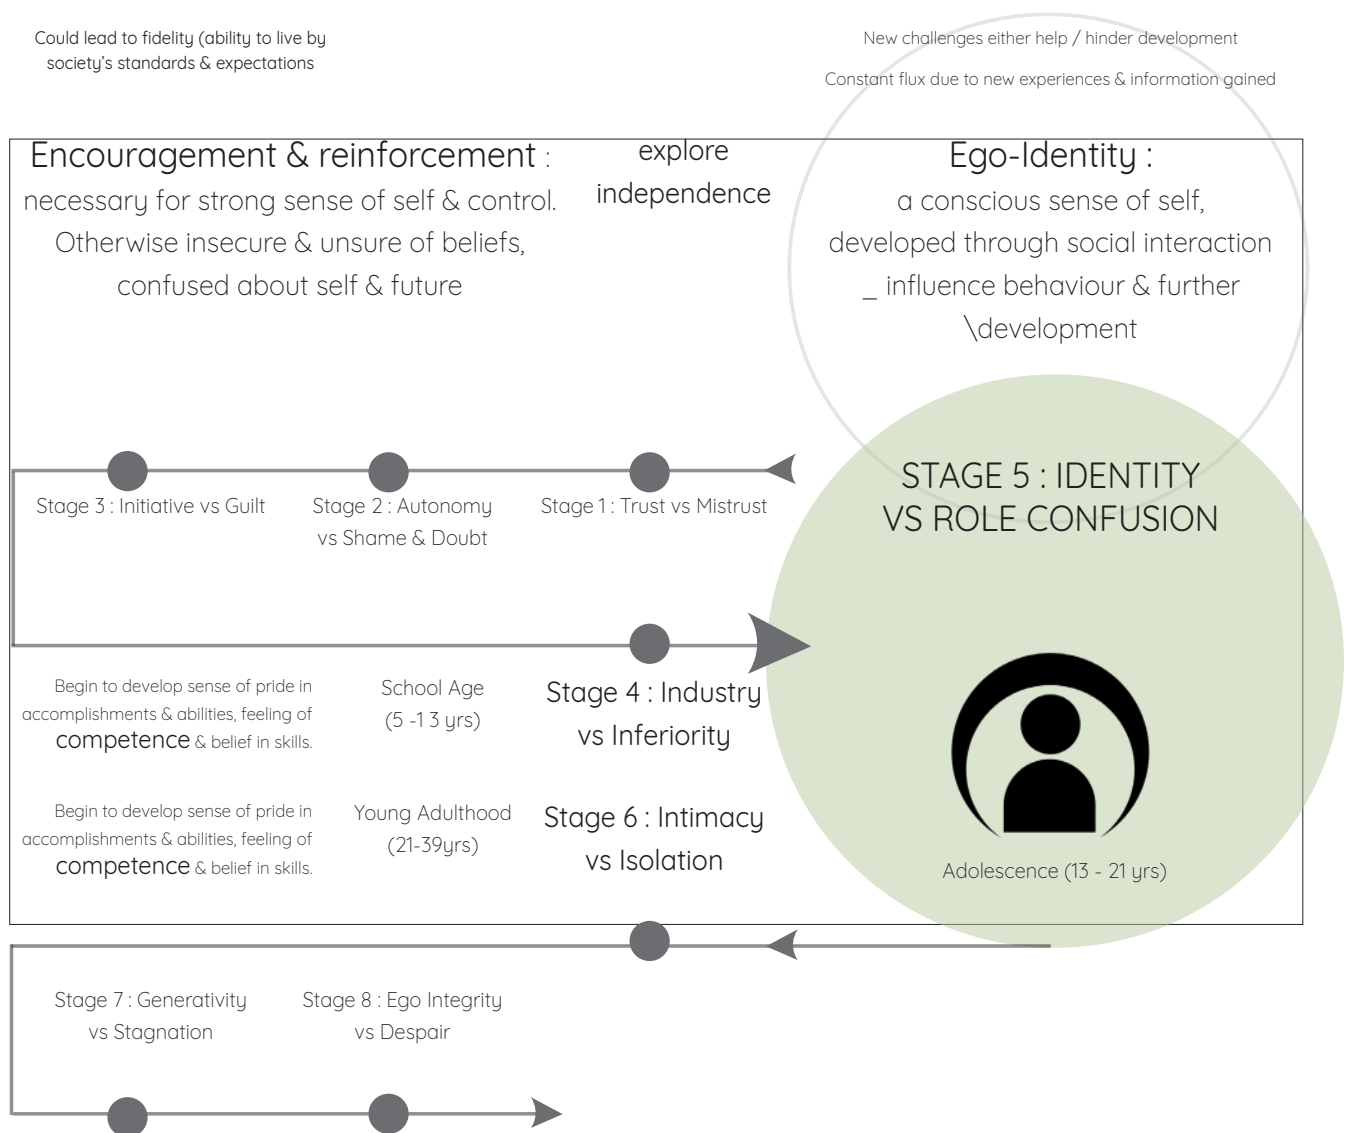 Could lead to fidelity (ability to live by
society's standards & expectations
New challenges either help / hinder development
Constant flux due to new experiences & information gained
Encouragement & reinforcement :
necessary for strong sense of self & control.
Otherwise insecure & unsure of beliefs,
confused about self & future
explore
independence
Ego-Identity :
a conscious sense of self,
developed through social interaction
_ influence behaviour & further
\development
STAGE 5 : IDENTITY
VS ROLE CONFUSION
Stage 3 : Initiative vs Guilt
Stage 2 : Autonomy
vs Shame & Doubt
Stage 1 : Trust vs Mistrust
Begin to develop sense of pride in
accomplishments & abilities, feeling of
competence & belief in skills.
School Age
(5 -1 3 yrs)
Stage 4 : Industry
vs Inferiority
Begin to develop sense of pride in
accomplishments & abilities, feeling of
competence & belief in skills.
Young Adulthood
(21-39yrs)
Stage 6 : Intimacy
vs Isolation
Adolescence (13 - 21 yrs)
Stage 7 : Generativity
vs Stagnation
Stage 8 : Ego Integrity
vs Despair